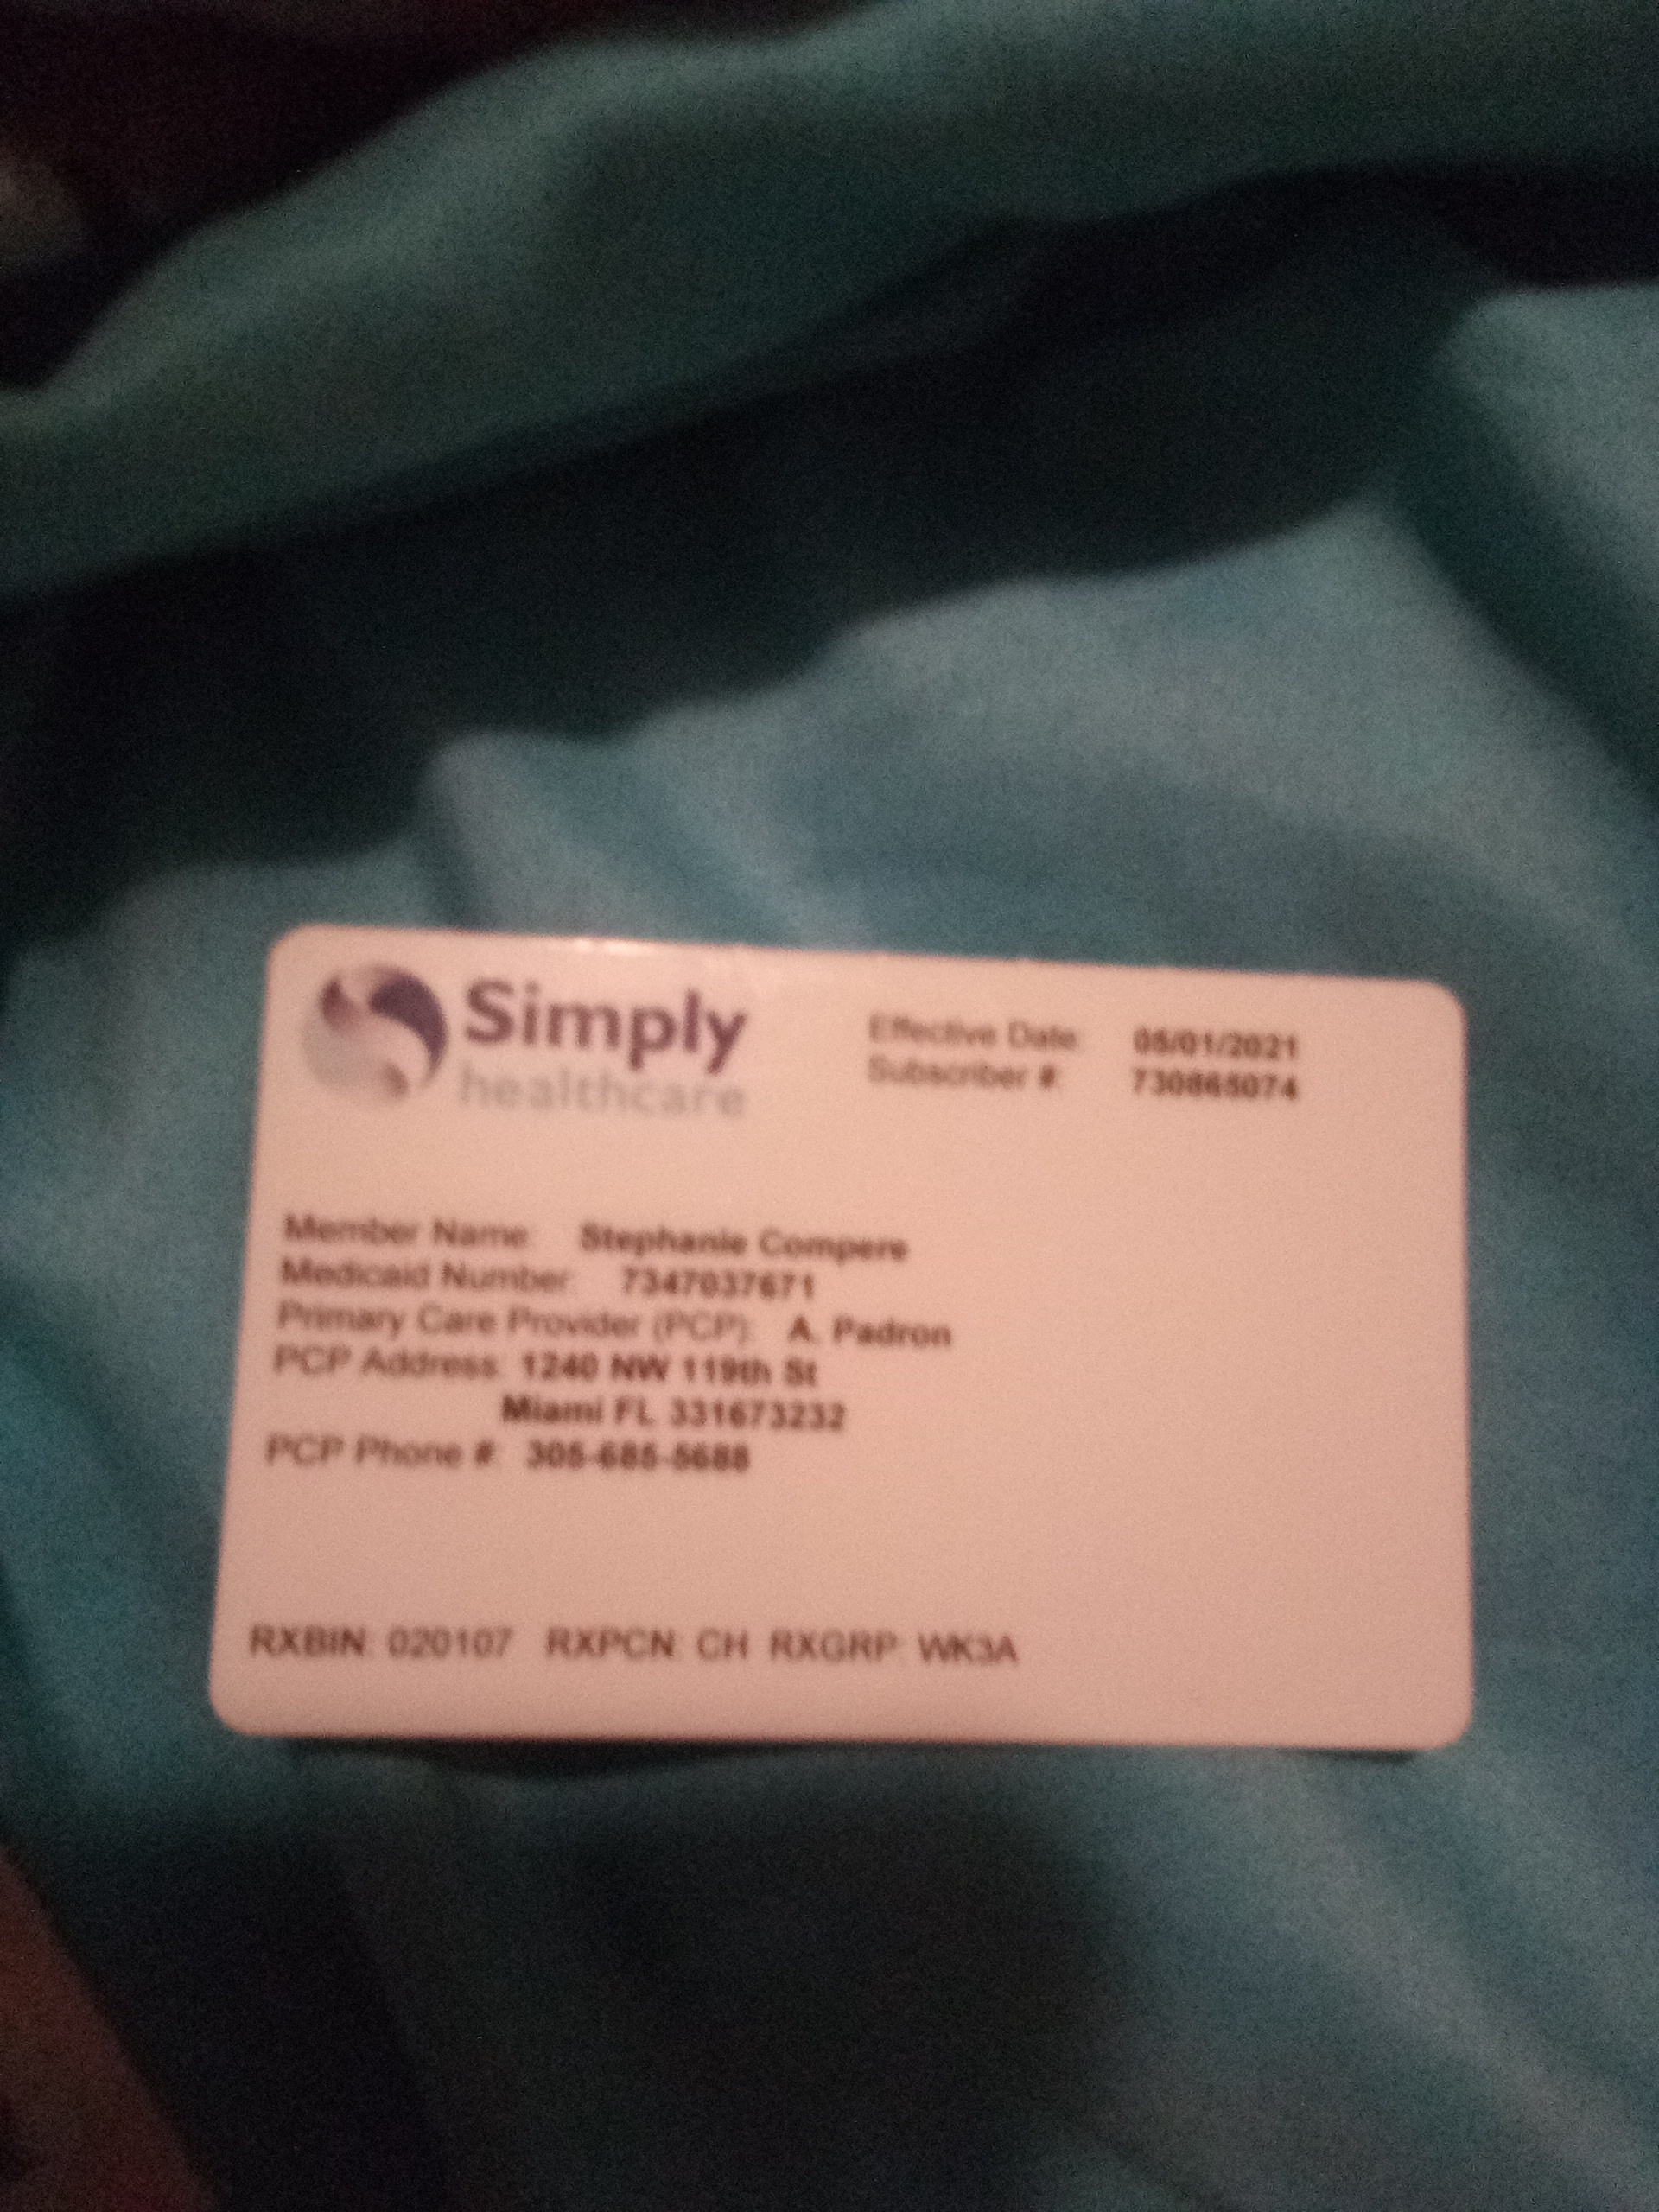 Simply
healthcare
Effective Date: 05/01/2021
Subscriber #: 730865074
Member Name: Stephanie Compere
Medicaid Number: 7347037671
Primary Care Provider (PCP): A. Padron
PCP Address: 1240 NW 119th St
Miami FL 331673232
PCP Phone #: 305-685-5688
RXBIN: 020107 RXPCN: CH RXGRP: WK3A